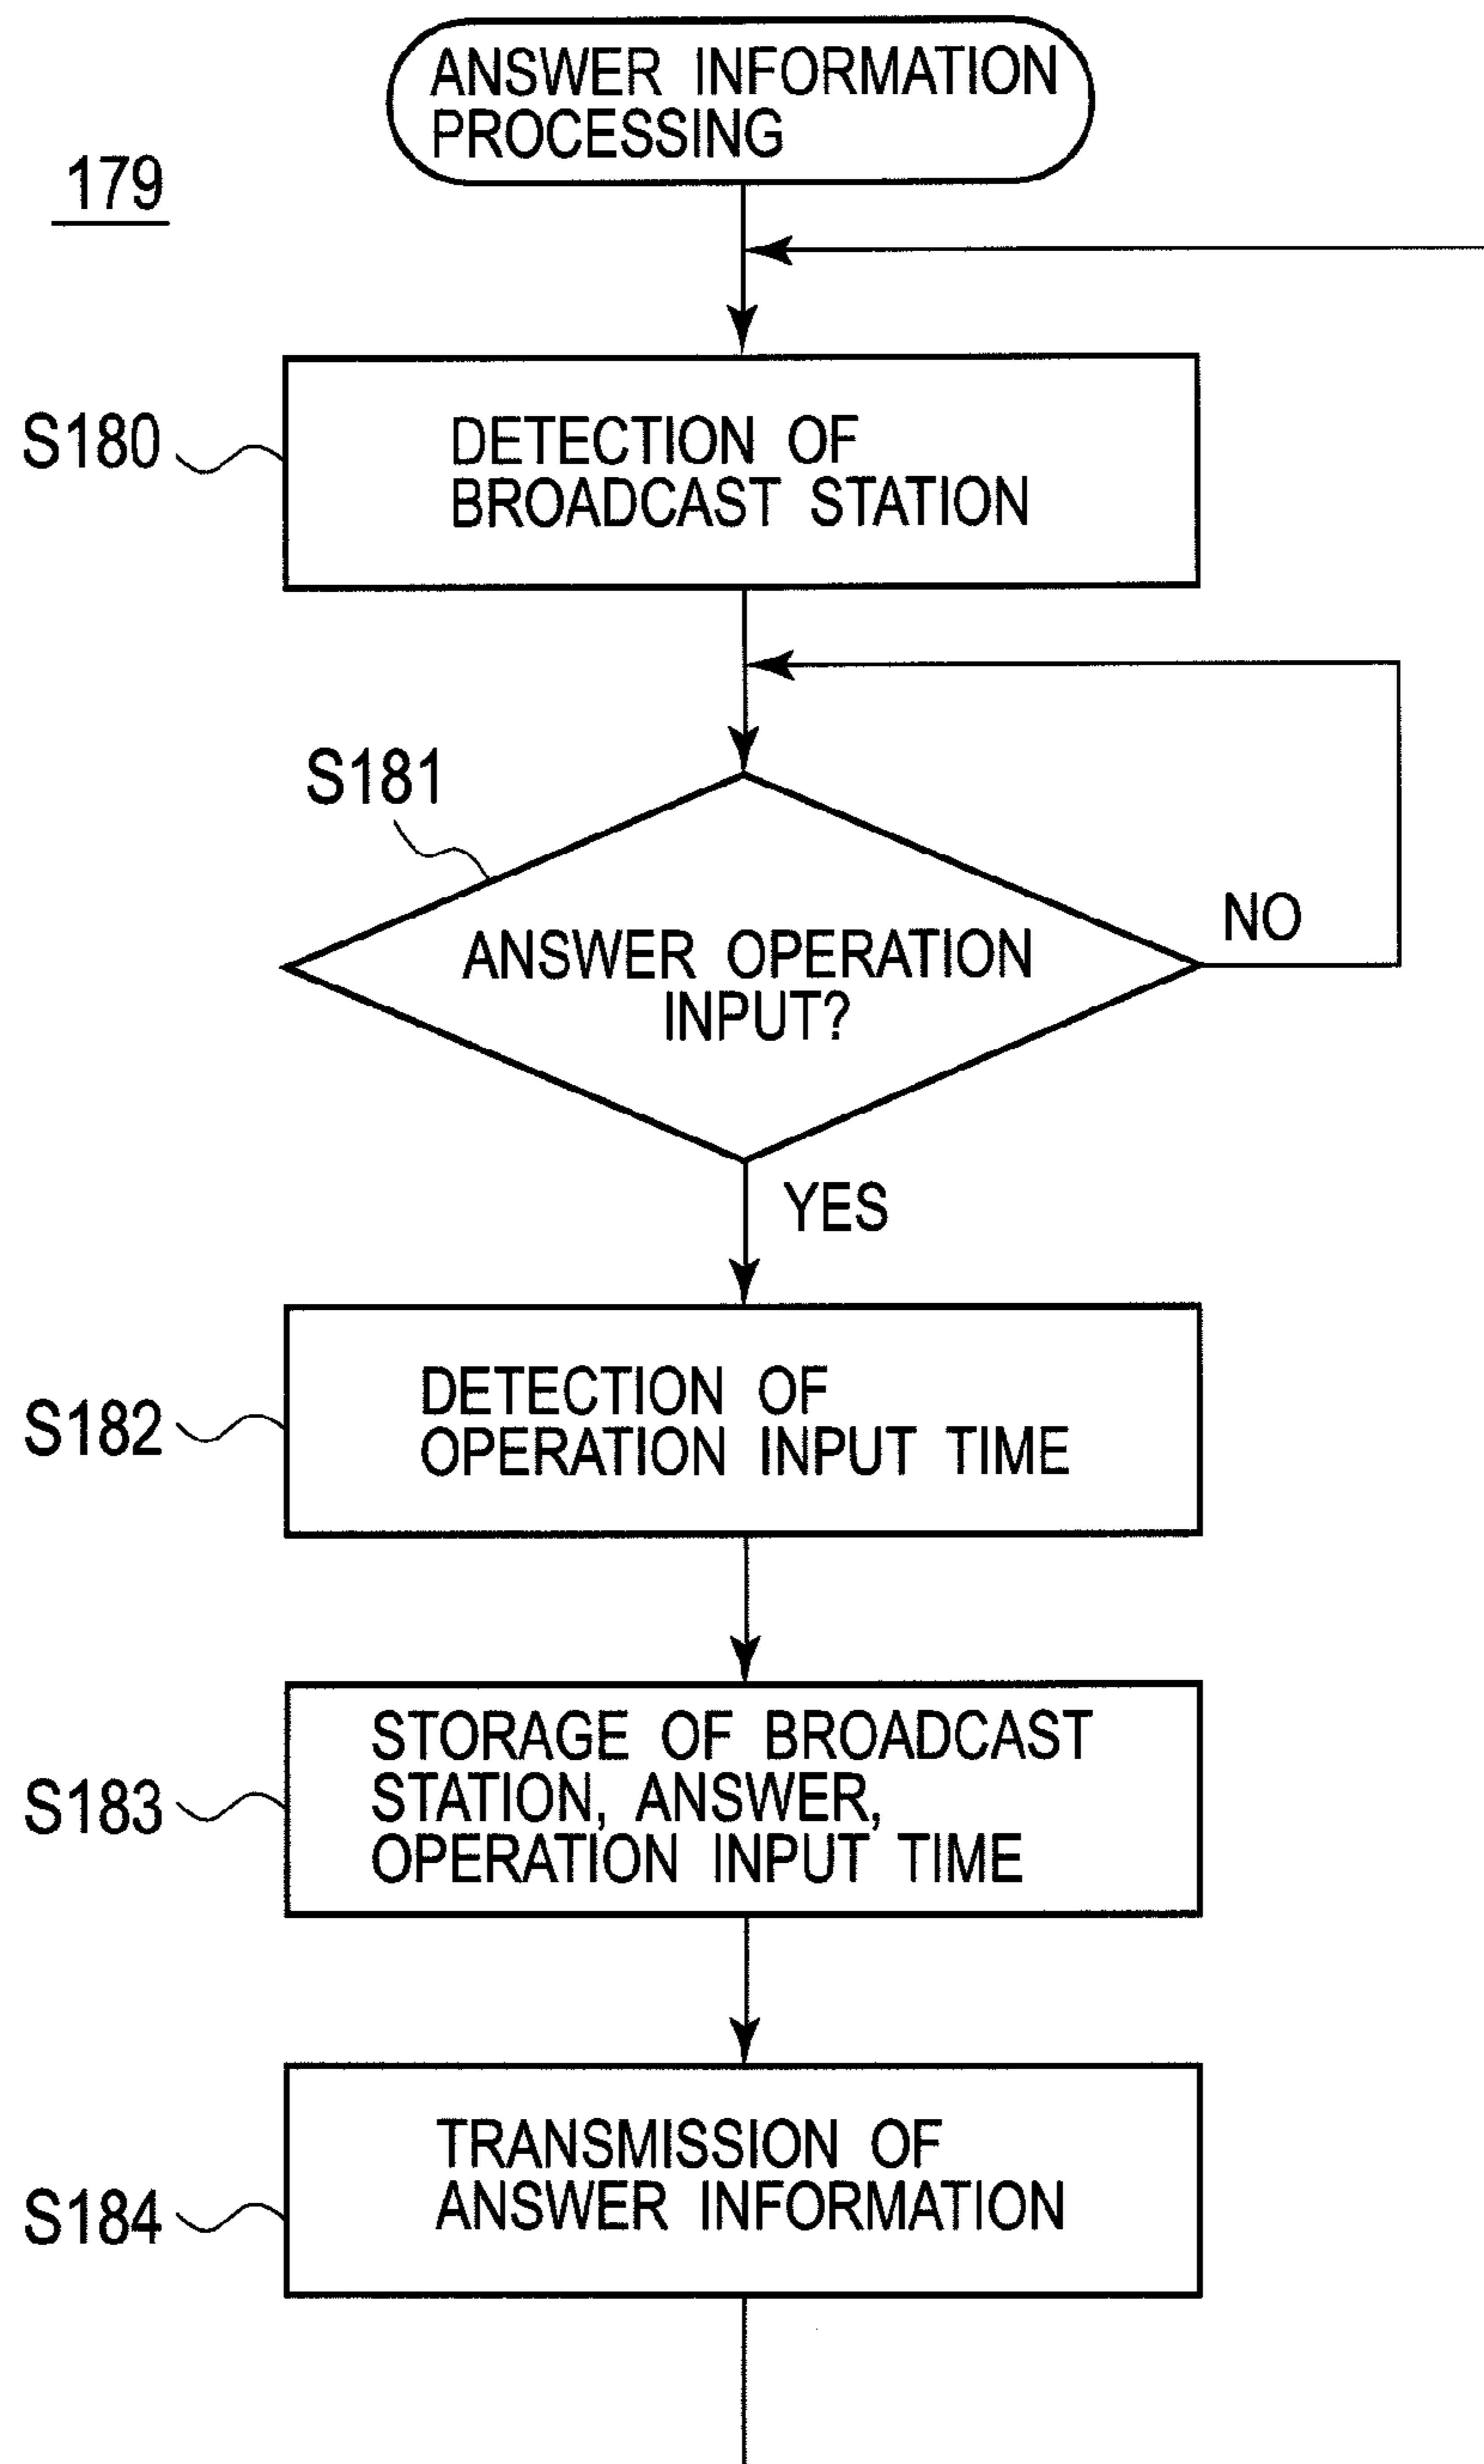 ANSWER INFORMATION
PROCESSING
179
S180
DETECTION OF
BROADCAST STATION
S181
ANSWER OPERATION
INPUT?
NO
YES
S182
DETECTION OF
OPERATION INPUT TIME
S183
STORAGE OF BROADCAST
STATION, ANSWER,
OPERATION INPUT TIME
S184
TRANSMISSION OF
ANSWER INFORMATION